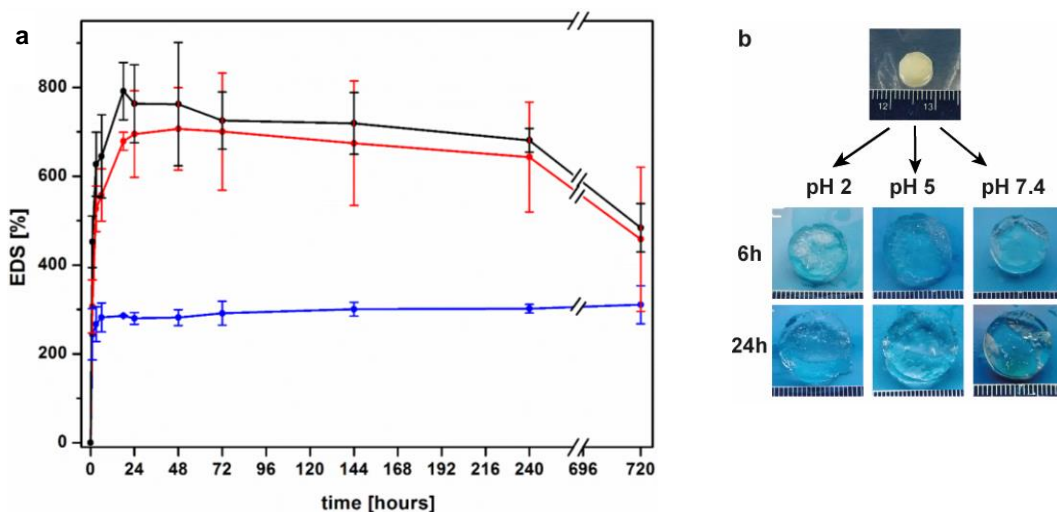 a
800
600
400
200
0
EDS [%]
0 24 48 72 96 120 144 168 192 216 240 696 720
time [hours]
b
12 13
pH 2 pH 5 pH 7.4
6h
24h